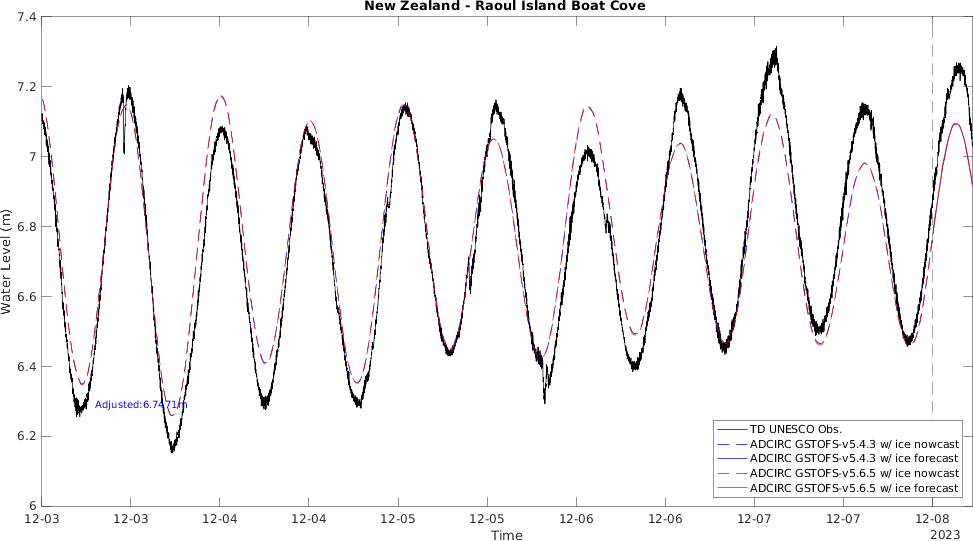 New Zealand - Raoul Island Boat Cove
7.4
7.2
7
6.8
6.6
6.4
6.2
6
Water Level (m)
Adjusted:6.7471m
TD UNESCO Obs.
ADCIRC GSTOFS-v5.4.3 w/ ice nowcast
ADCIRC GSTOFS-v5.4.3 w/ ice forecast
ADCIRC GSTOFS-v5.6.5 w/ ice nowcast
ADCIRC GSTOFS-v5.6.5 w/ ice forecast
12-03 12-03 12-04 12-04 12-05 12-05 12-06 12-06 12-07 12-07 12-08
Time
2023